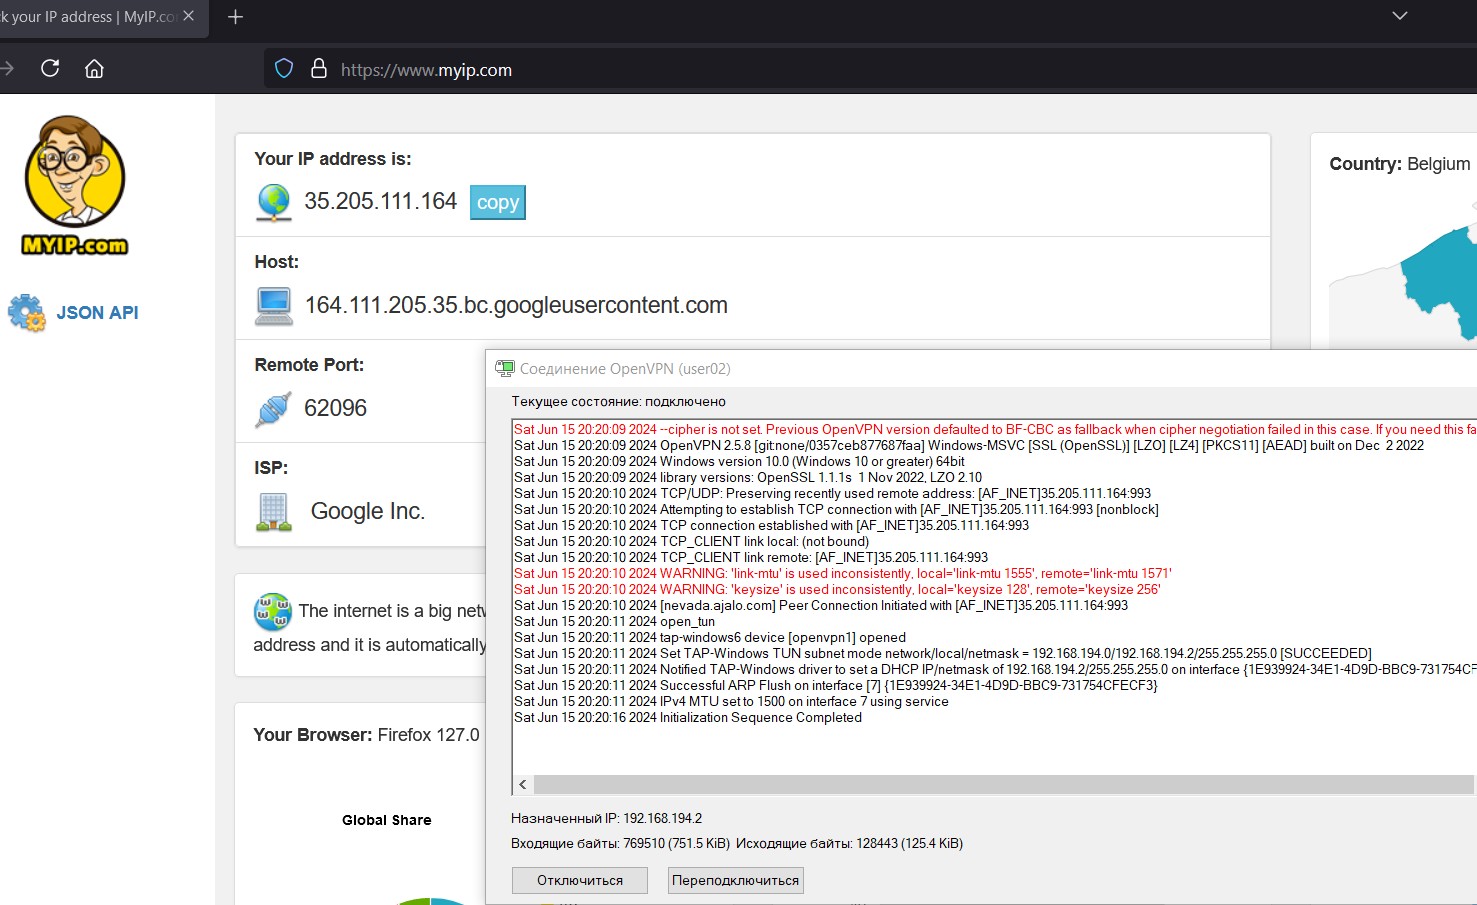 ck your IP address | MyIP.co
https://www.myip.com
MYIP.com
JSON API
Your IP address is:
35.205.111.164 copy
Host:
164.111.205.35.bc.googleusercontent.com
Remote Port:
62096
ISP:
Google Inc.
Country: Belgium
The internet is a big netw
address and it is automatically
Your Browser: Firefox 127.0
Global Share
Соединение OpenVPN (user02)
Текущее состояние: подключено
Sat Jun 15 20:20:09 2024 --cipher is not set. Previous OpenVPN version defaulted to BF-CBC as fallback when cipher negotiation failed in this case. If you need this fa
Sat Jun 15 20:20:09 2024 OpenVPN 2.5.8 [git:none/0357ceb877687faa] Windows-MSVC [SSL (OpenSSL)] [LZO] [LZ4] [PKCS11] [AEAD] built on Dec 2 2022
Sat Jun 15 20:20:09 2024 Windows version 10.0 (Windows 10 or greater) 64bit
Sat Jun 15 20:20:09 2024 library versions: OpenSSL 1.1.1s 1 Nov 2022, LZO 2.10
Sat Jun 15 20:20:10 2024 TCP/UDP: Preserving recently used remote address: [AF_INET]35.205.111.164:993
Sat Jun 15 20:20:10 2024 Attempting to establish TCP connection with [AF_INET]35.205.111.164:993 [nonblock]
Sat Jun 15 20:20:10 2024 TCP connection established with [AF_INET]35.205.111.164:993
Sat Jun 15 20:20:10 2024 TCP_CLIENT link local: (not bound)
Sat Jun 15 20:20:10 2024 TCP_CLIENT link remote: [AF_INET]35.205.111.164:993
Sat Jun 15 20:20:10 2024 WARNING: 'link-mtu' is used inconsistently, local='link-mtu 1555', remote='link-mtu 1571'
Sat Jun 15 20:20:10 2024 WARNING: 'keysize' is used inconsistently, local='keysize 128', remote='keysize 256'
Sat Jun 15 20:20:10 2024 [nevada.ajalo.com] Peer Connection Initiated with [AF_INET]35.205.111.164:993
Sat Jun 15 20:20:11 2024 open_tun
Sat Jun 15 20:20:11 2024 tap-windows6 device [openvpn1] opened
Sat Jun 15 20:20:11 2024 Set TAP-Windows TUN subnet mode network/local/netmask = 192.168.194.0/192.168.194.2/255.255.255.0 [SUCCEEDED]
Sat Jun 15 20:20:11 2024 Notified TAP-Windows driver to set a DHCP IP/netmask of 192.168.194.2/255.255.255.0 on interface {1E939924-34E1-4D9D-BBC9-731754CF
Sat Jun 15 20:20:11 2024 Successful ARP Flush on interface [7] {1E939924-34E1-4D9D-BBC9-731754CFECF3}
Sat Jun 15 20:20:11 2024 IPv4 MTU set to 1500 on interface 7 using service
Sat Jun 15 20:20:16 2024 Initialization Sequence Completed
Назначенный IP: 192.168.194.2
Входящие байты: 769510 (751.5 KiB) Исходящие байты: 128443 (125.4 KiB)
Отключиться Переподключиться